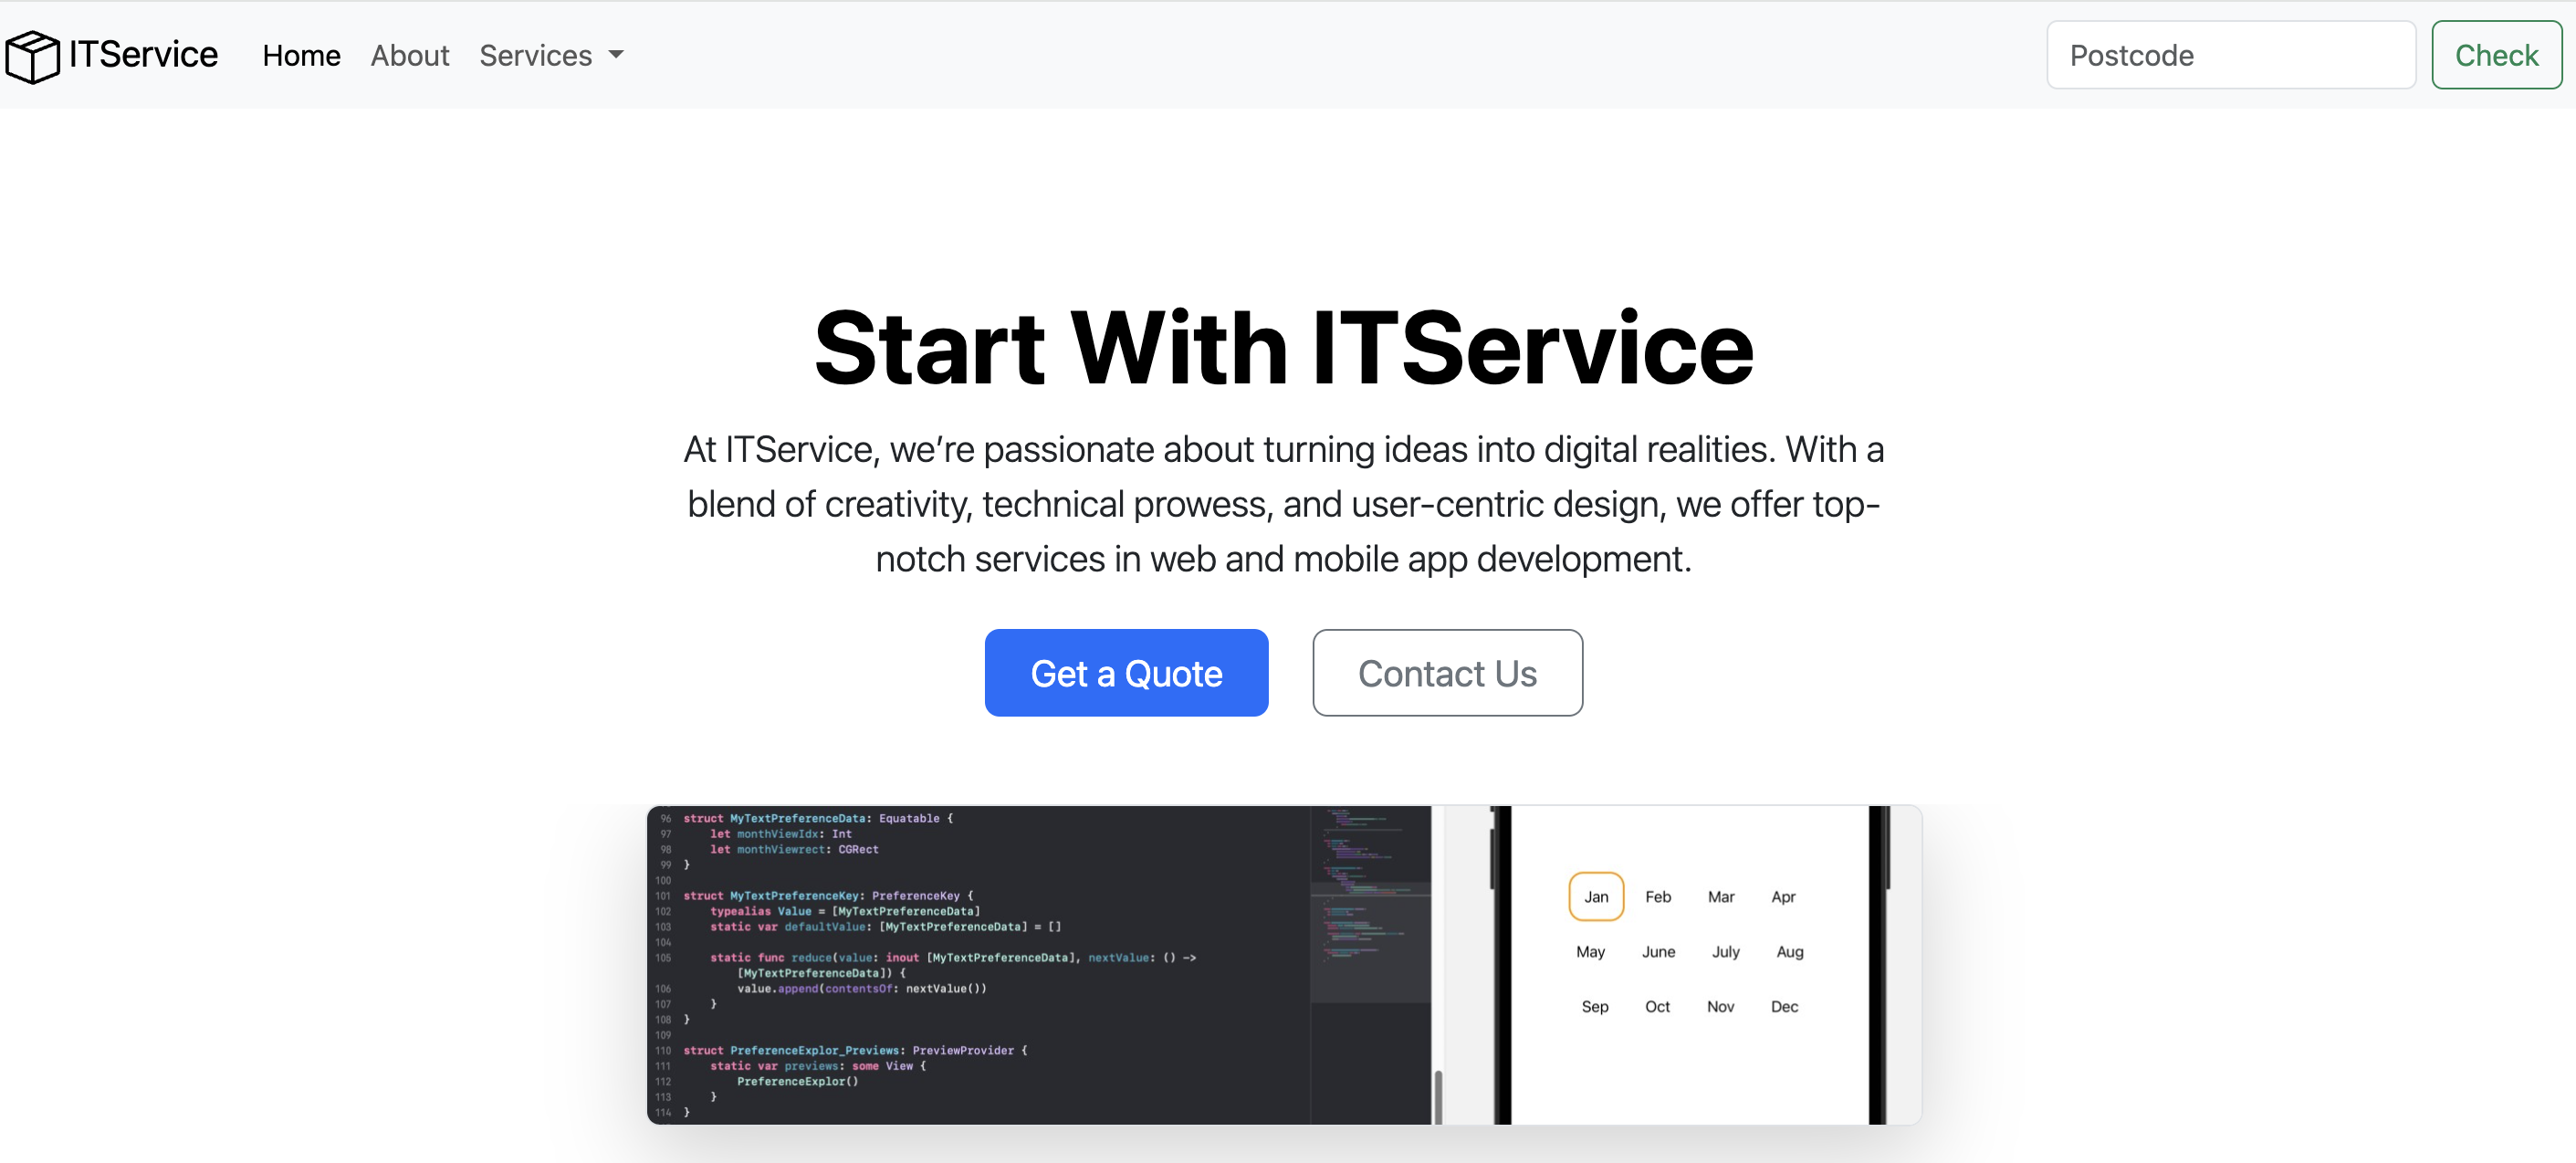 ITService Home About Services Postcode Check
Start With ITService
At ITService, we’re passionate about turning ideas into digital realities. With a
blend of creativity, technical prowess, and user-centric design, we offer top-
notch services in web and mobile app development.
Get a Quote Contact Us
96 struct MyTextPreferenceData: Equatable {
97 let monthViewIdx: Int
98 let monthViewrect: CGRect
99 }
100
101 struct MyTextPreferenceKey: PreferenceKey {
102 typealias Value = [MyTextPreferenceData]
103 static var defaultValue: [MyTextPreferenceData] = []
104
105 static func reduce(value: inout [MyTextPreferenceData], nextValue: () ->
[MyTextPreferenceData]) {
106 value.append(contentsOf: nextValue())
107 }
108 }
109
110 struct PreferenceExplor_Previews: PreviewProvider {
111 static var previews: some View {
112 PreferenceExplor()
113 }
114 }
Jan Feb Mar Apr
May June July Aug
Sep Oct Nov Dec